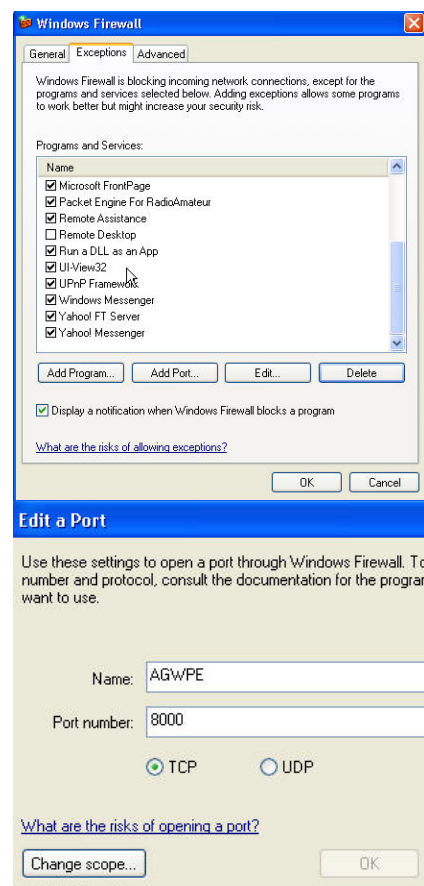 Windows Firewall
General Exceptions Advanced
Windows Firewall is blocking incoming network connections, except for the
programs and services selected below. Adding exceptions allows some programs
to work better but might increase your security risk.
Programs and Services:
Name
Microsoft FrontPage
Packet Engine For RadioAmateur
Remote Assistance
Remote Desktop
Run a DLL as an App
UI-View32
UPnP Framework
Windows Messenger
Yahoo! FT Server
Yahoo! Messenger
Add Program... Add Port... Edit... Delete
Display a notification when Windows Firewall blocks a program
What are the risks of allowing exceptions?
OK Cancel
Edit a Port
Use these settings to open a port through Windows Firewall. To
number and protocol, consult the documentation for the program
want to use.
Name: AGWPE
Port number: 8000
TCP UDP
What are the risks of opening a port?
Change scope... OK